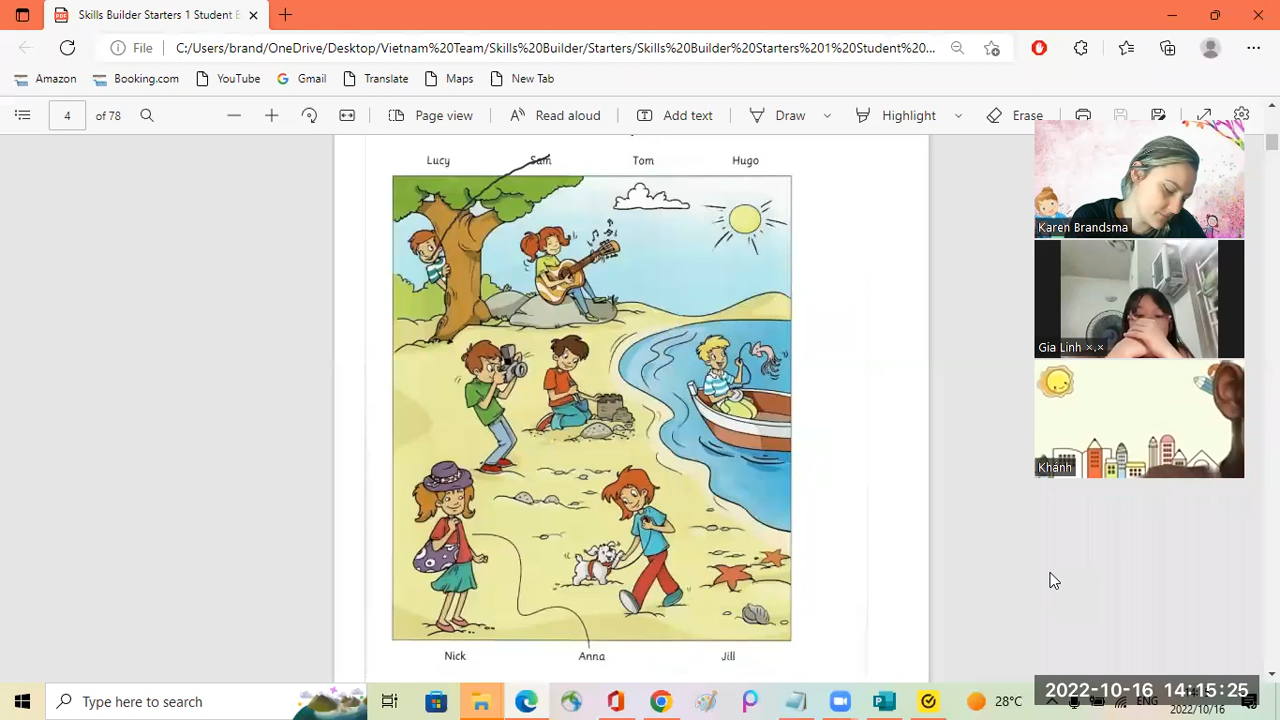 Skills Builder Starters 1 Student B
File C:/Users/brand/OneDrive/Desktop/Vietnam%20Team/Skills%20Builder/Starters/Skills%20Builder%20Starters%201%20Student%20...
Amazon Booking.com YouTube Gmail Translate Maps New Tab
4 of 78 Page view Read aloud Add text Draw Highlight Erase
Lucy Sam Tom Hugo
Karen Brandsma
Gia Linh ×,×
Khánh
Nick Anna Jill
Type here to search
28°C
ENG
2022-10-16 14:15:25
2022/10/16